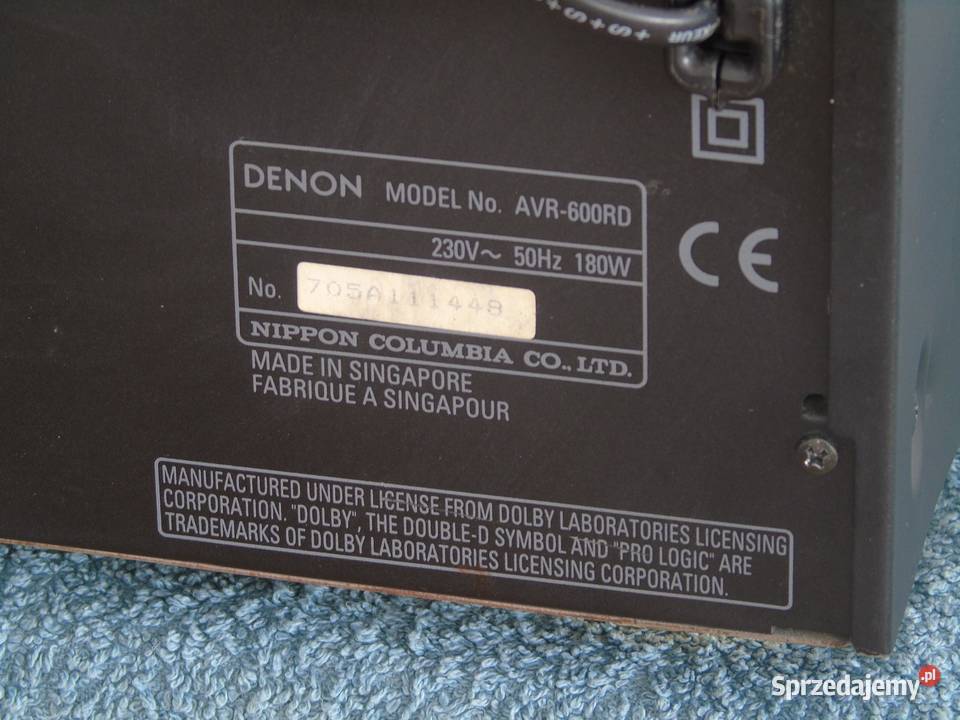 DENON MODEL No. AVR-600RD
230V~ 50Hz 180W
No. 705A111448
NIPPON COLUMBIA CO., LTD.
MADE IN SINGAPORE
FABRIQUE A SINGAPOUR
MANUFACTURED UNDER LICENSE FROM DOLBY LABORATORIES LICENSING
CORPORATION. "DOLBY", THE DOUBLE-D SYMBOL AND "PRO LOGIC" ARE
TRADEMARKS OF DOLBY LABORATORIES LICENSING CORPORATION.
CE
Sprzedajemy.pl